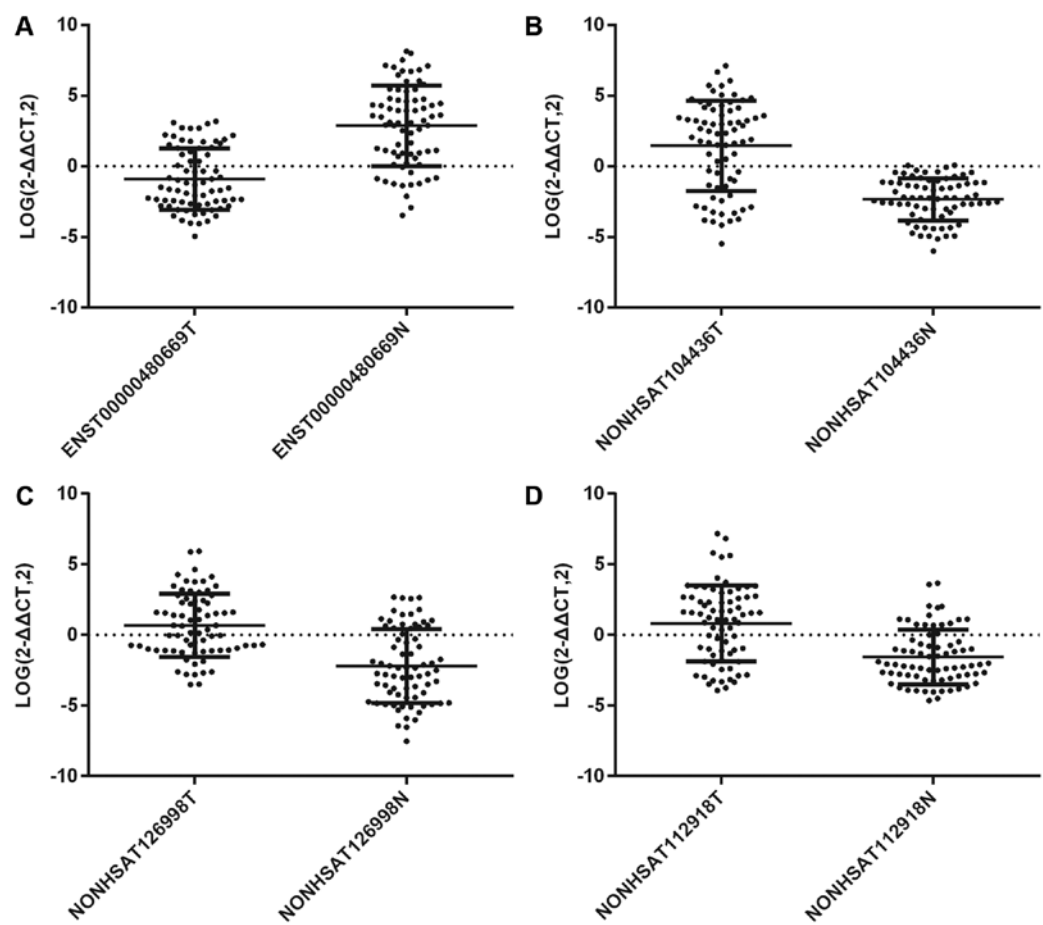 A
LOG(2-ΔΔCT,2)
10
5
0
-5
-10
ENST00000480669T
ENST00000480669N
B
LOG(2-ΔΔCT,2)
10
5
0
-5
-10
NONHSAT104436T
NONHSAT104436N
C
LOG(2-ΔΔCT,2)
10
5
0
-5
-10
NONHSAT126998T
NONHSAT126998N
D
LOG(2-ΔΔCT,2)
10
5
0
-5
-10
NONHSAT112918T
NONHSAT112918N